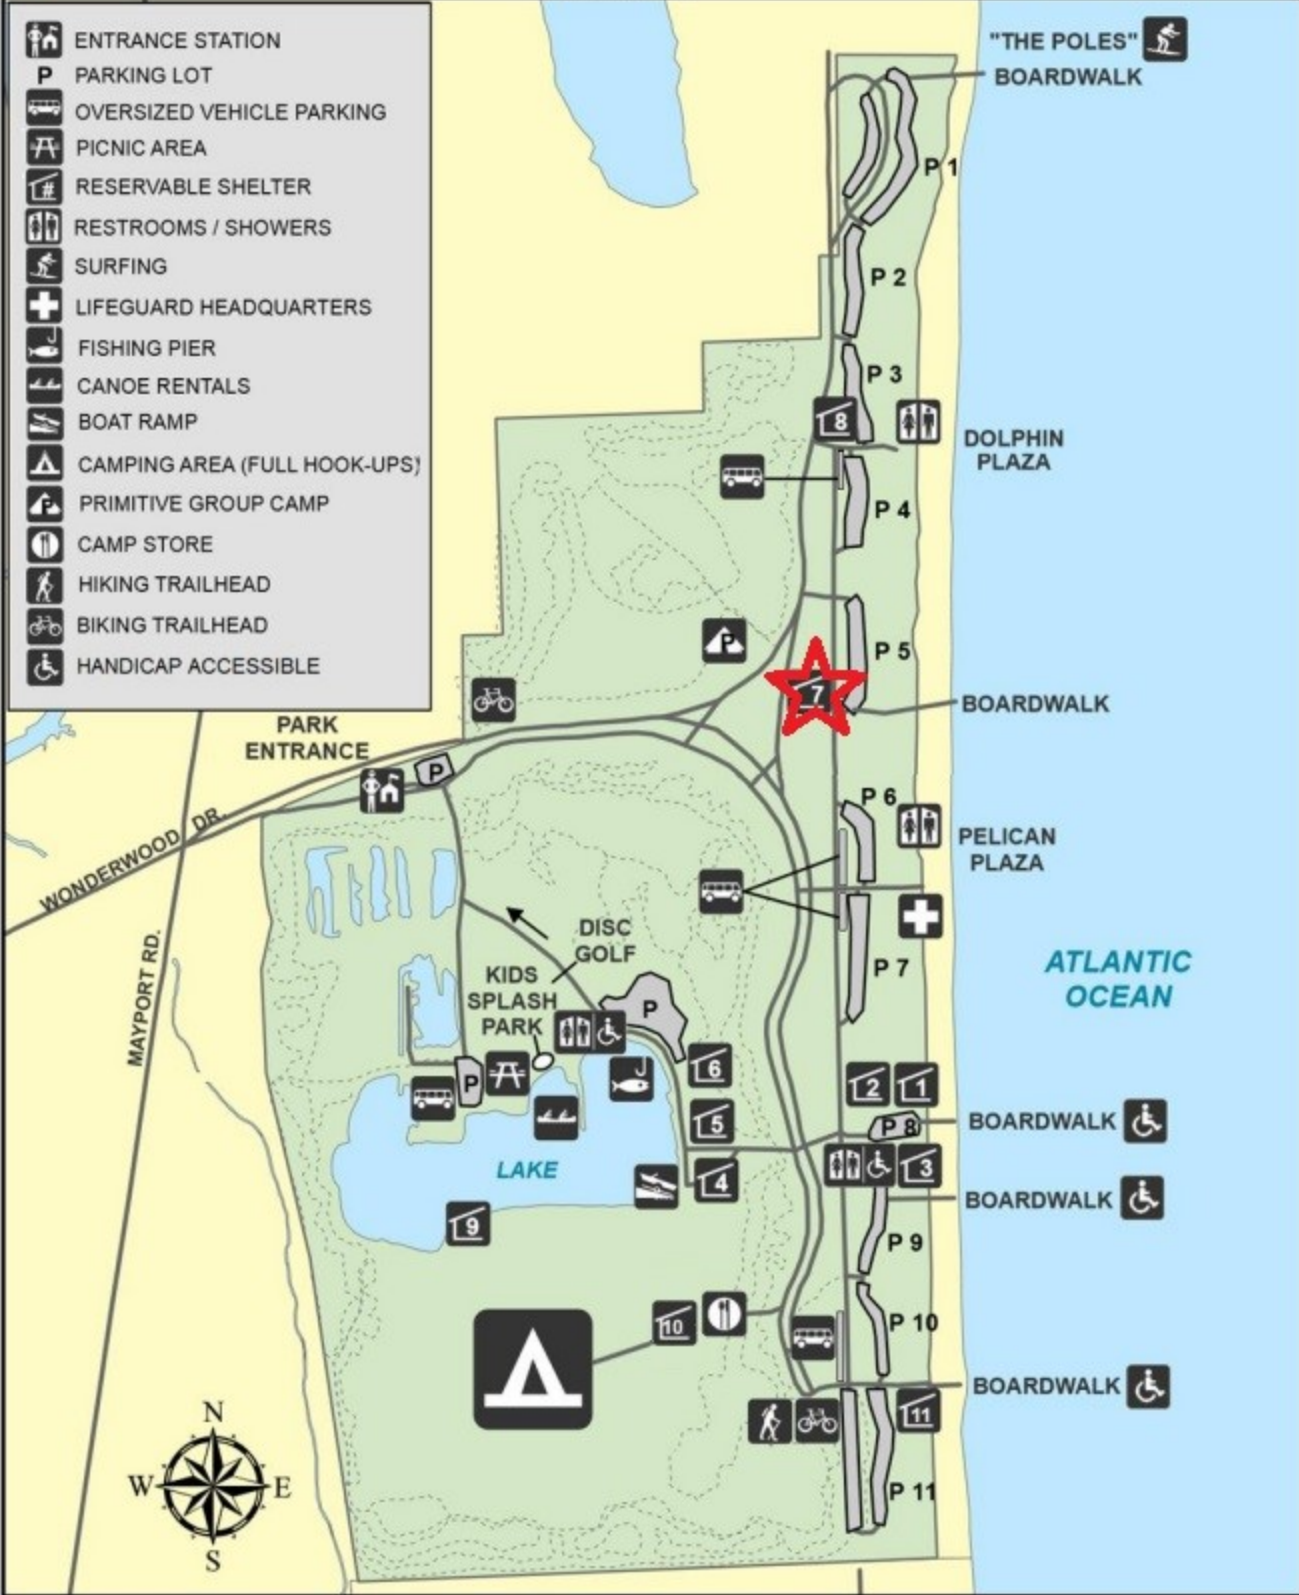 ENTRANCE STATION
P PARKING LOT
OVERSIZED VEHICLE PARKING
PICNIC AREA
# RESERVABLE SHELTER
RESTROOMS / SHOWERS
SURFING
LIFEGUARD HEADQUARTERS
FISHING PIER
CANOE RENTALS
BOAT RAMP
CAMPING AREA (FULL HOOK-UPS)
P PRIMITIVE GROUP CAMP
CAMP STORE
HIKING TRAILHEAD
BIKING TRAILHEAD
HANDICAP ACCESSIBLE
"THE POLES"
BOARDWALK
P 1
P 2
P 3
8
DOLPHIN
PLAZA
P 4
P
P 5
7
BOARDWALK
PARK
ENTRANCE
P
WONDERWOOD DR.
MAYPORT RD.
P 6
PELICAN
PLAZA
P 7
DISC
GOLF
KIDS
SPLASH
PARK
P
ATLANTIC
OCEAN
6
P
2
1
5
P 8
BOARDWALK
LAKE
4
3
BOARDWALK
9
P 9
10
P 10
BOARDWALK
11
P 11
N
W
E
S